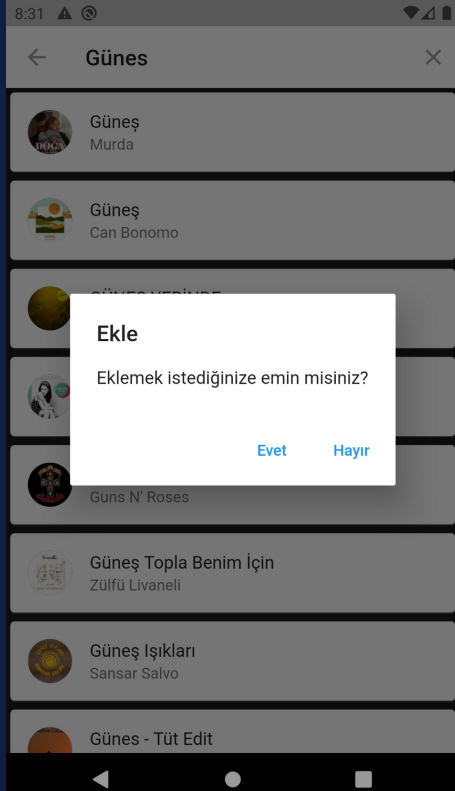 8:31
Günes
Güneş
Murda
DOĞA
Güneş
Can Bonomo
Ekle
Eklemek istediğinize emin misiniz?
Evet
Hayır
Guns N' Roses
Güneş Topla Benim İçin
Zülfü Livaneli
Güneş Işıkları
Sansar Salvo
Günes - Tüt Edit